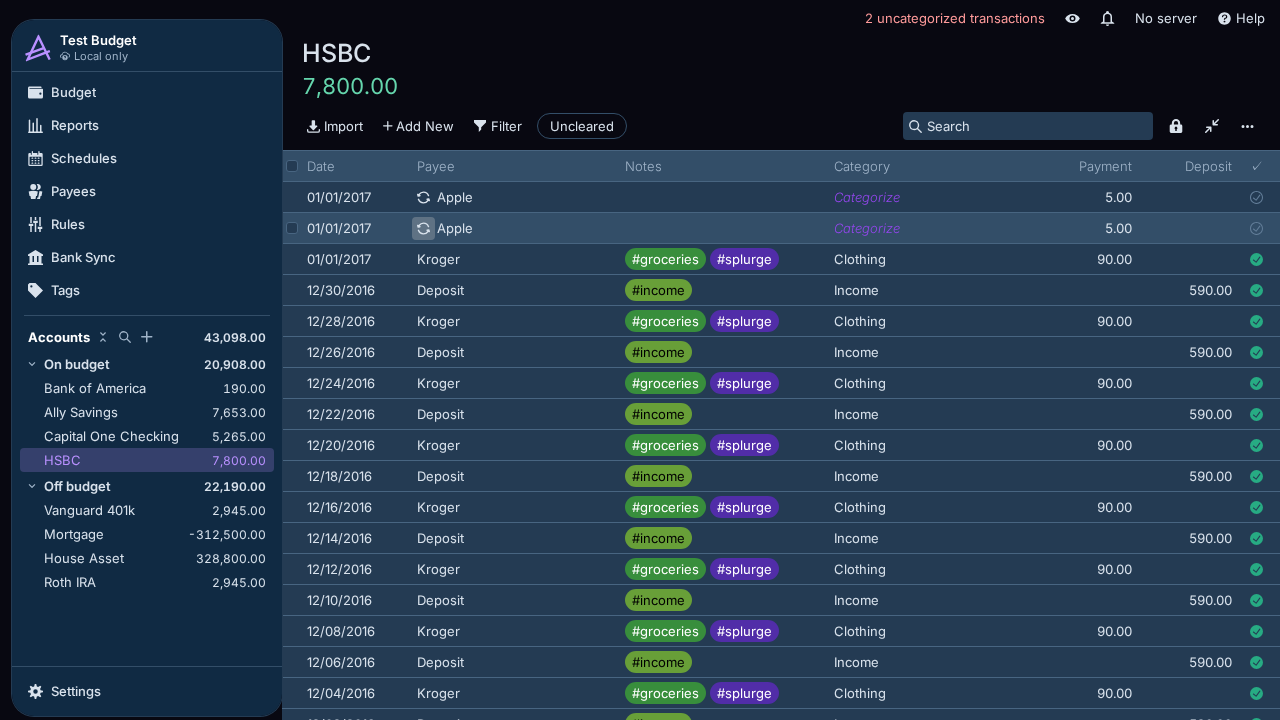 2 uncategorized transactions No server Help
Test Budget
Local only
Budget
Reports
Schedules
Payees
Rules
Bank Sync
Tags
Accounts 43,098.00
On budget 20,908.00
Bank of America 190.00
Ally Savings 7,653.00
Capital One Checking 5,265.00
HSBC 7,800.00
Off budget 22,190.00
Vanguard 401k 2,945.00
Mortgage -312,500.00
House Asset 328,800.00
Roth IRA 2,945.00
Settings
HSBC
7,800.00
Import Add New Filter Uncleared Search
Date Payee Notes Category Payment Deposit
01/01/2017 Apple Categorize 5.00
01/01/2017 Apple Categorize 5.00
01/01/2017 Kroger #groceries #splurge Clothing 90.00
12/30/2016 Deposit #income Income 590.00
12/28/2016 Kroger #groceries #splurge Clothing 90.00
12/26/2016 Deposit #income Income 590.00
12/24/2016 Kroger #groceries #splurge Clothing 90.00
12/22/2016 Deposit #income Income 590.00
12/20/2016 Kroger #groceries #splurge Clothing 90.00
12/18/2016 Deposit #income Income 590.00
12/16/2016 Kroger #groceries #splurge Clothing 90.00
12/14/2016 Deposit #income Income 590.00
12/12/2016 Kroger #groceries #splurge Clothing 90.00
12/10/2016 Deposit #income Income 590.00
12/08/2016 Kroger #groceries #splurge Clothing 90.00
12/06/2016 Deposit #income Income 590.00
12/04/2016 Kroger #groceries #splurge Clothing 90.00